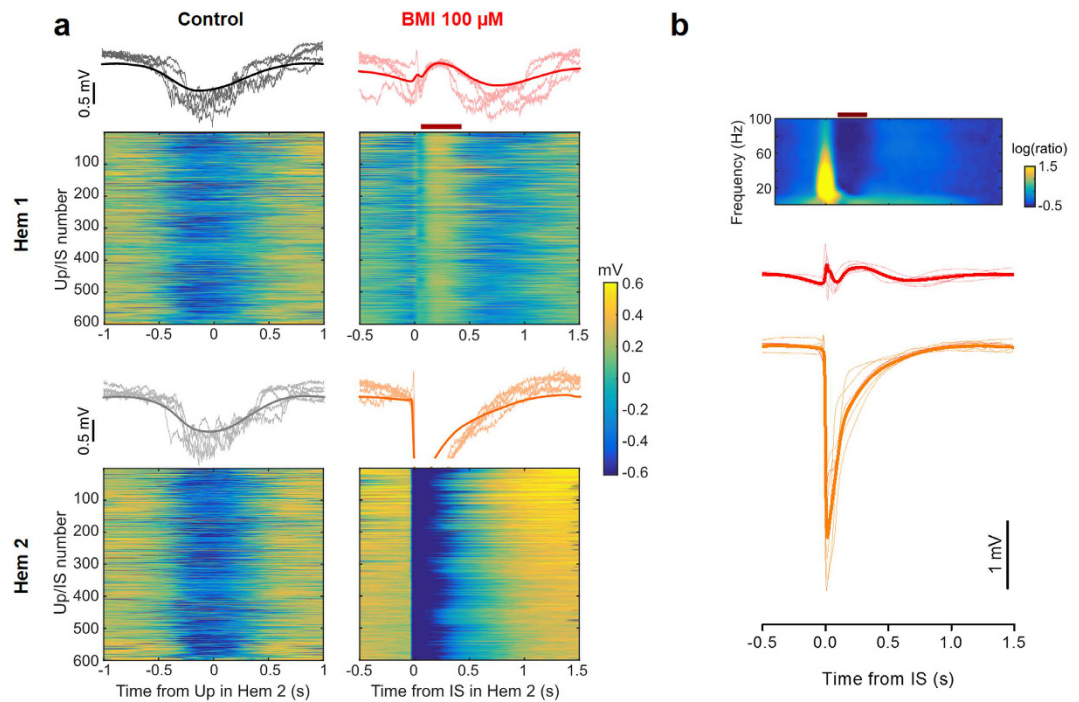 a
Control
BMI 100 µM
0.5 mV
Hem 1
Up/IS number
100
200
300
400
500
600
-1 -0.5 0 0.5 1
-0.5 0 0.5 1 1.5
mV
0.6
0.4
0.2
0
-0.2
-0.4
-0.6
0.5 mV
Hem 2
Up/IS number
100
200
300
400
500
600
-1 -0.5 0 0.5 1
-0.5 0 0.5 1 1.5
Time from Up in Hem 2 (s)
Time from IS in Hem 2 (s)
b
Frequency (Hz)
100
60
20
log(ratio)
1.5
-0.5
1 mV
-0.5 0.0 0.5 1.0 1.5
Time from IS (s)